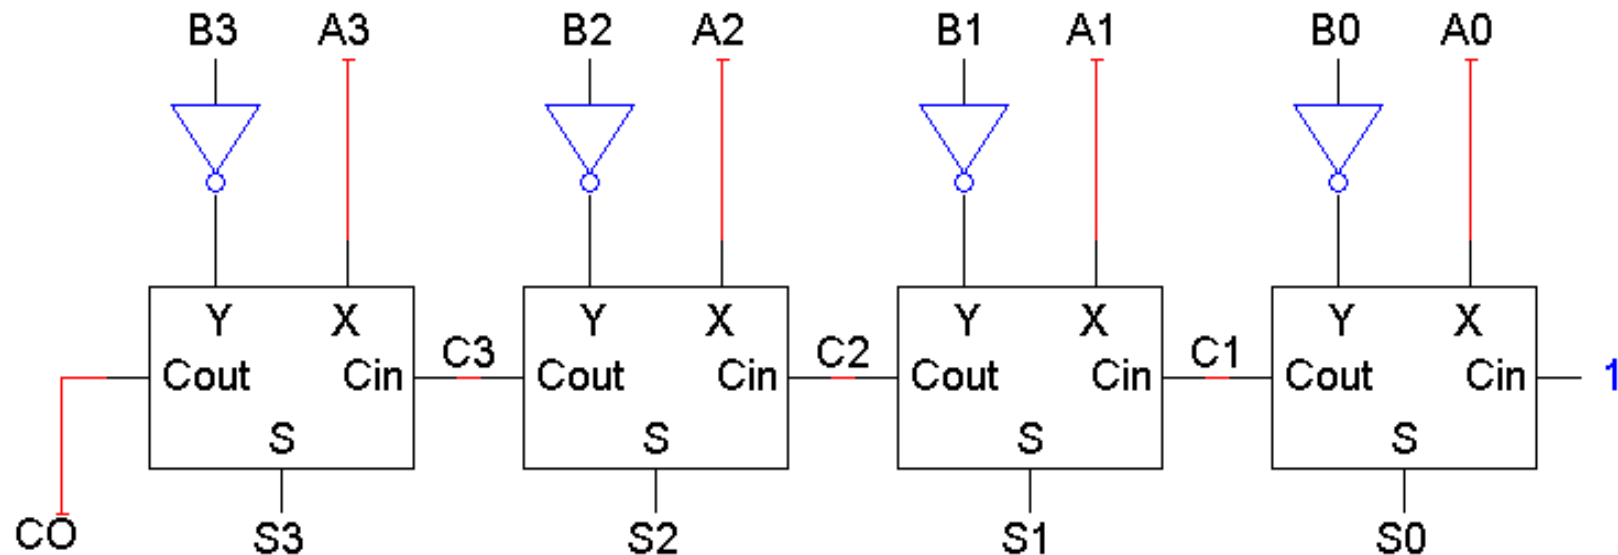 B3 A3 B2 A2 B1 A1 B0 A0
Y X Y X Y X Y X
Cout Cin C3 Cout Cin C2 Cout Cin C1 Cout Cin 1
S S S S
CO S3 S2 S1 S0